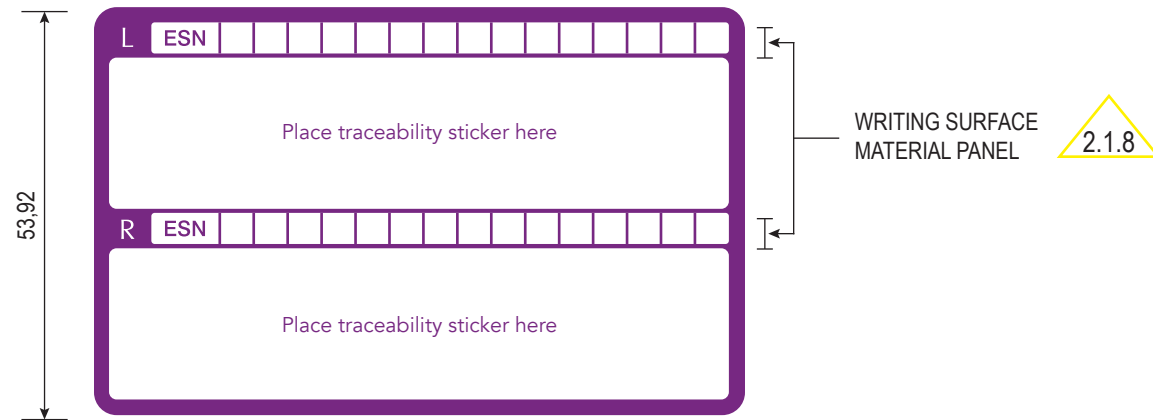 L ESN
Place traceability sticker here
R ESN
Place traceability sticker here
53,92
WRITING SURFACE
MATERIAL PANEL
2.1.8